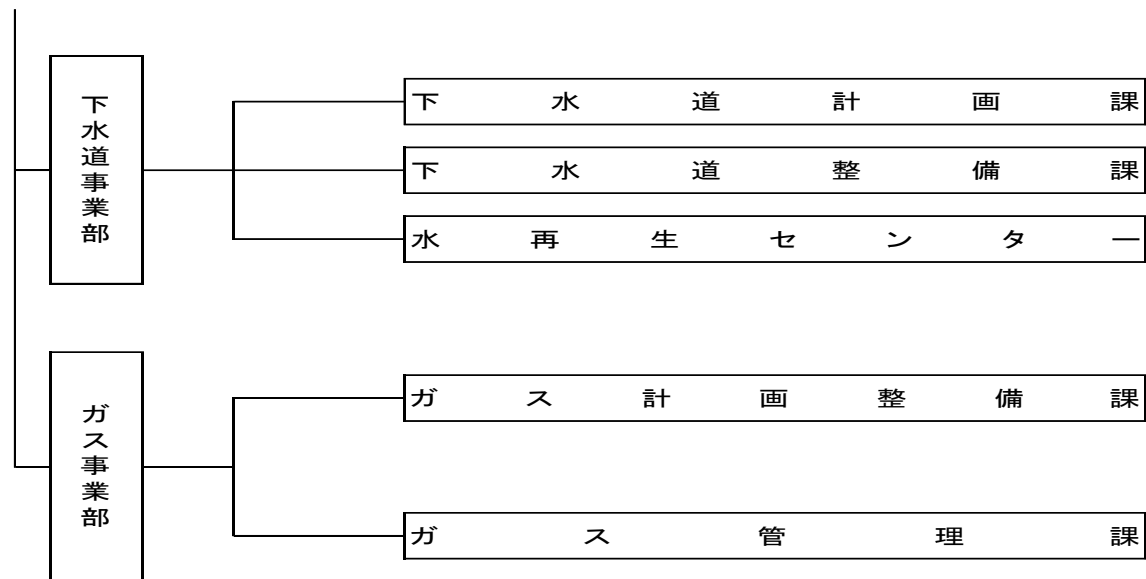 下水道事業部
下水道計画課
下水道整備課
水再生センター
ガス事業部
ガス計画整備課
ガス管理課